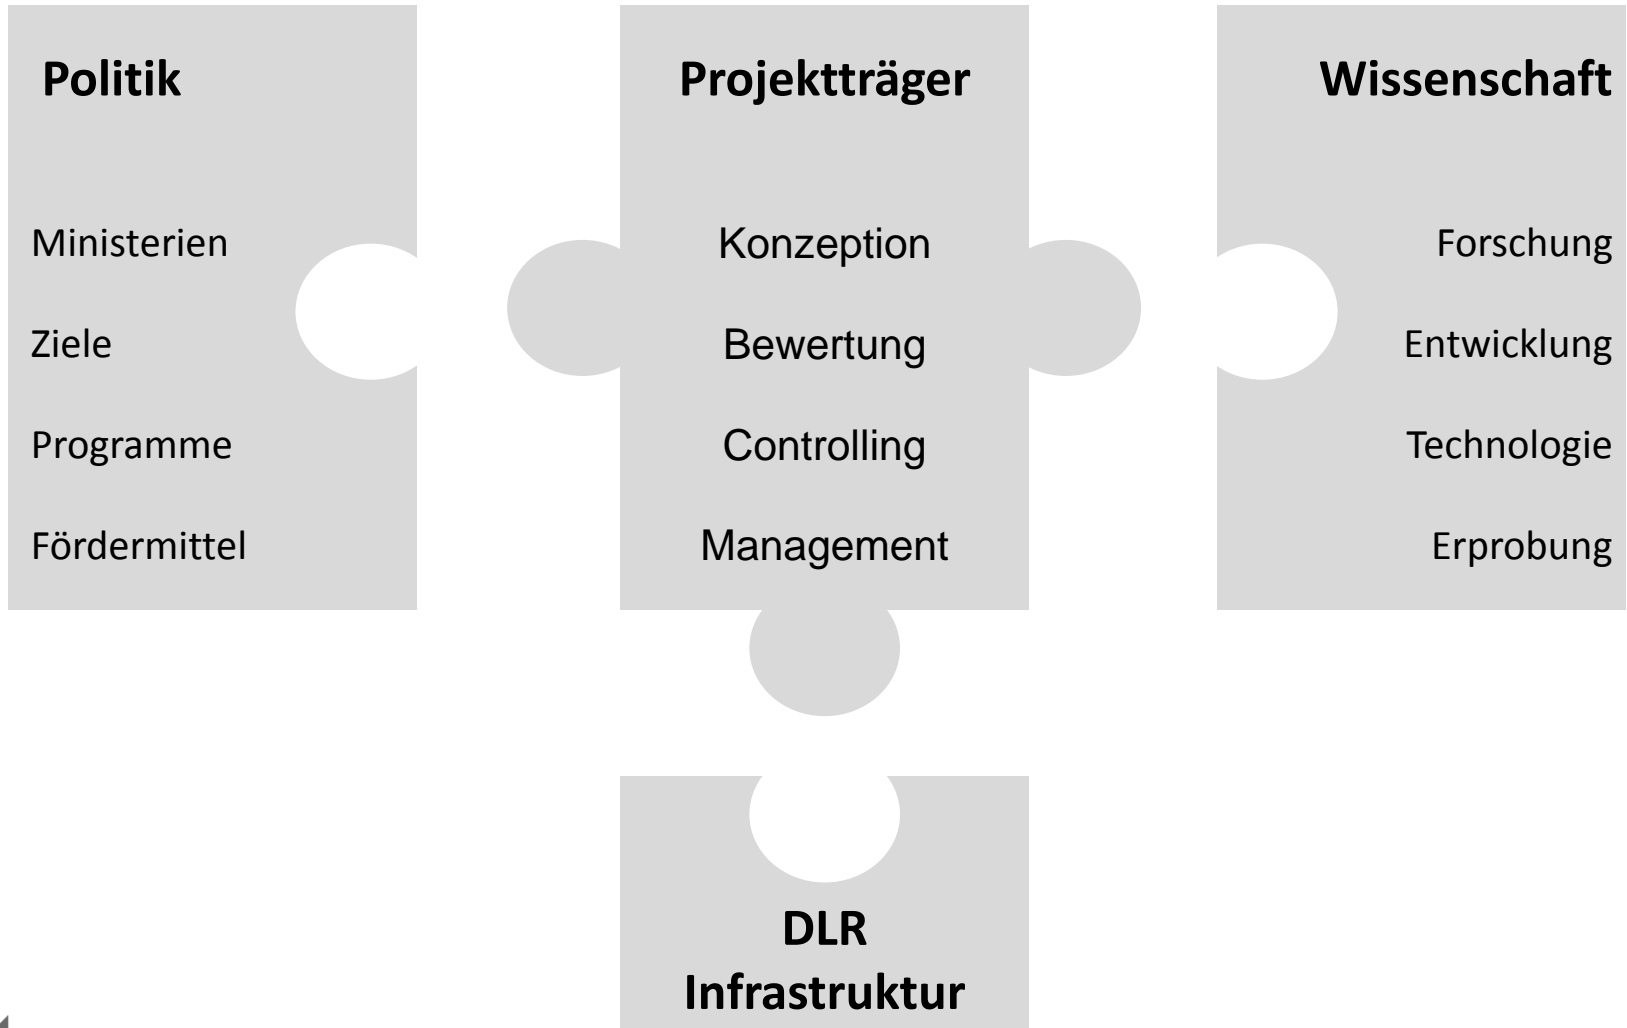 Politik
Ministerien
Ziele
Programme
Fördermittel
Projektträger
Konzeption
Bewertung
Controlling
Management
Wissenschaft
Forschung
Entwicklung
Technologie
Erprobung
DLR
Infrastruktur